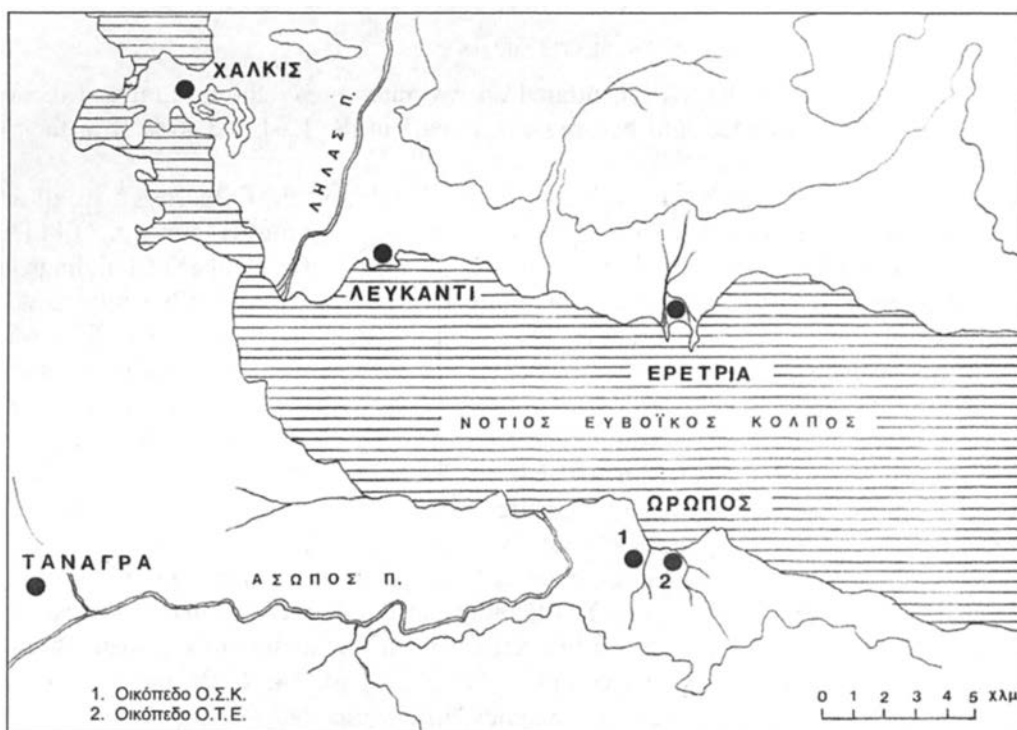 ΧΑΛΚΙΣ
ΛΗΛΑΣ Π.
ΛΕΥΚΑΝΤΙ
ΕΡΕΤΡΙΑ
ΝΟΤΙΟΣ ΕΥΒΟΪΚΟΣ ΚΟΛΠΟΣ
ΩΡΩΠΟΣ
1
2
ΤΑΝΑΓΡΑ
ΑΣΩΠΟΣ Π.
1. Οικόπεδο Ο.Σ.Κ.
2. Οικόπεδο Ο.Τ.Ε.
0 1 2 3 4 5 χλμ